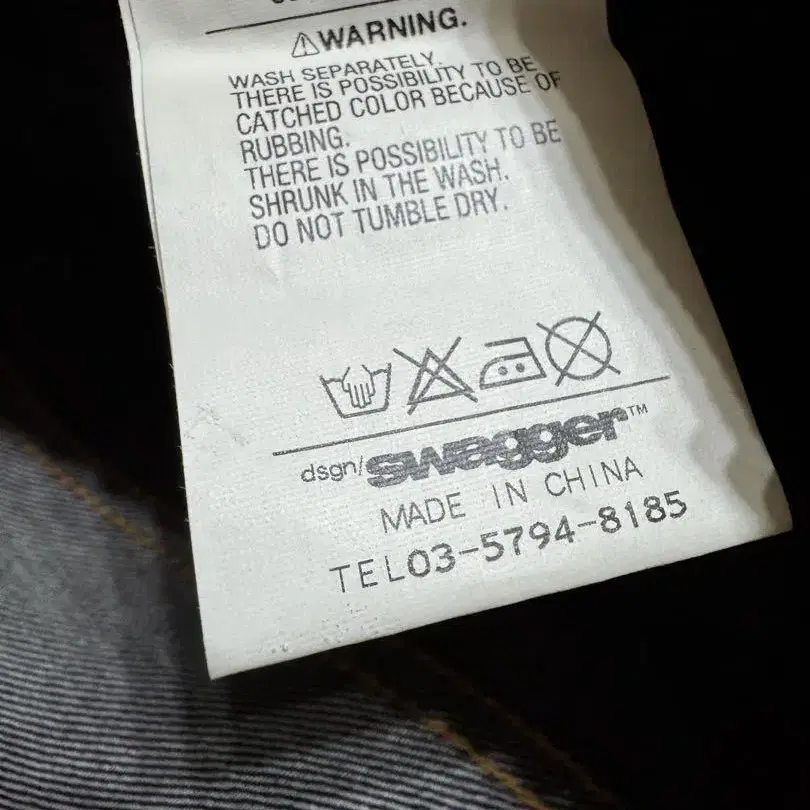 ⚠WARNING.
WASH SEPARATELY.
THERE IS POSSIBILITY TO BE
CATCHED COLOR BECAUSE OF
RUBBING.
THERE IS POSSIBILITY TO BE
SHRUNK IN THE WASH.
DO NOT TUMBLE DRY.
dsgn/swagger™
MADE IN CHINA
TEL03-5794-8185